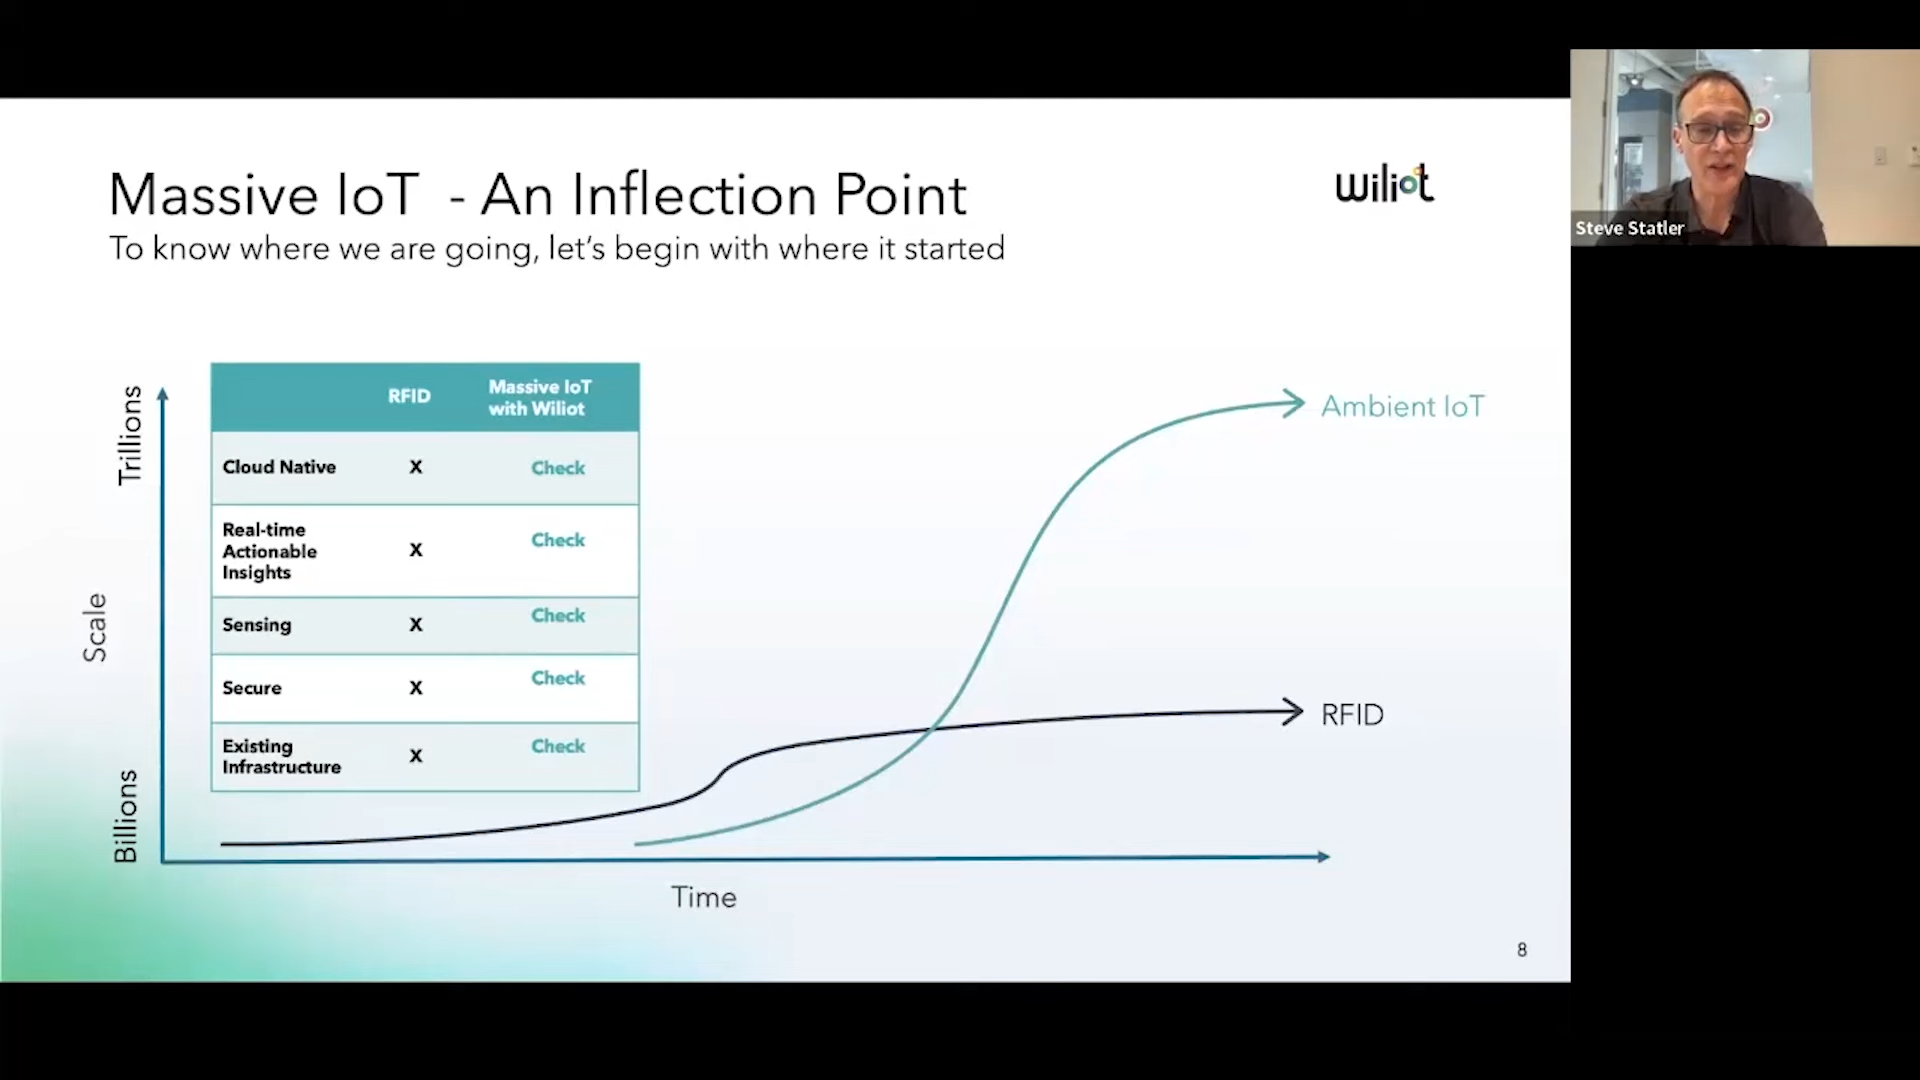 Massive IoT - An Inflection Point
To know where we are going, let's begin with where it started
wiliot
Steve Statler
RFID
Massive IoT
with Wiliot
Cloud Native X Check
Real-time
Actionable
Insights
X Check
Sensing X Check
Secure X Check
Existing
Infrastructure
X Check
Trillions
Scale
Billions
Time
Ambient IoT
RFID
8